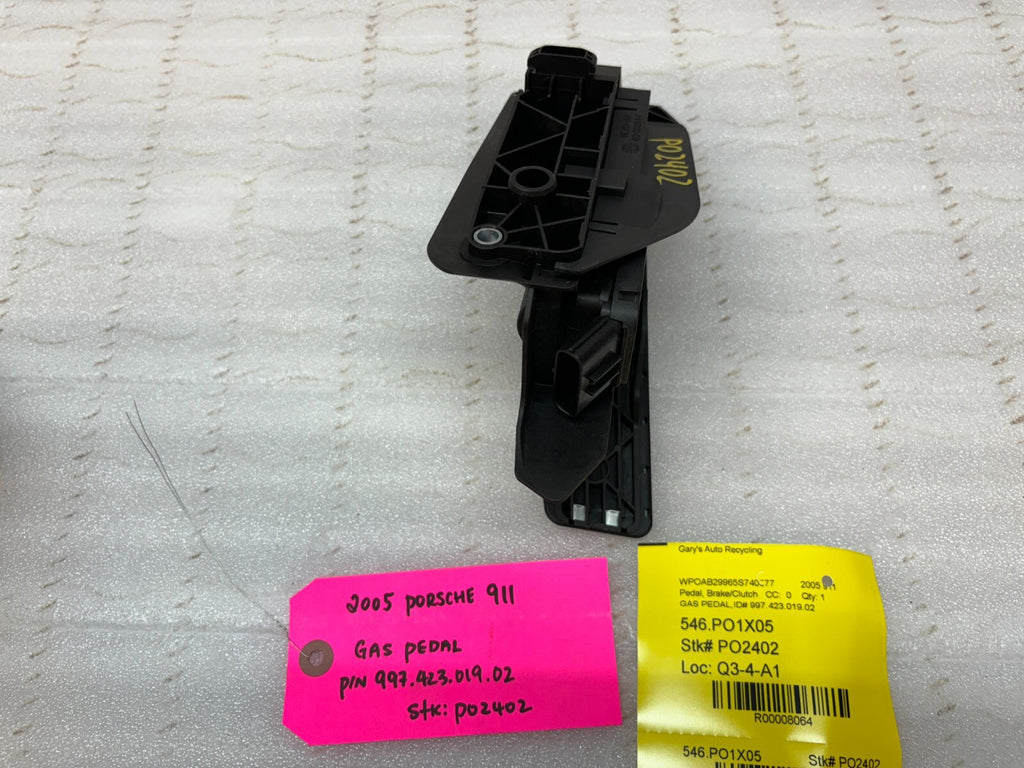 PO2402
2005 PORSCHE 911
GAS PEDAL
P/N 997.423.019.02
Stk: PO2402
Gary's Auto Recycling
2005
Pedal, Brake/Clutch CC: 0 Qty: 1
GAS PEDAL,ID# 997.423.019.02
546.PO1X05
Stk# PO2402
Loc: Q3-4-A1
R00008064
546.PO1X05 Stk# PO2402